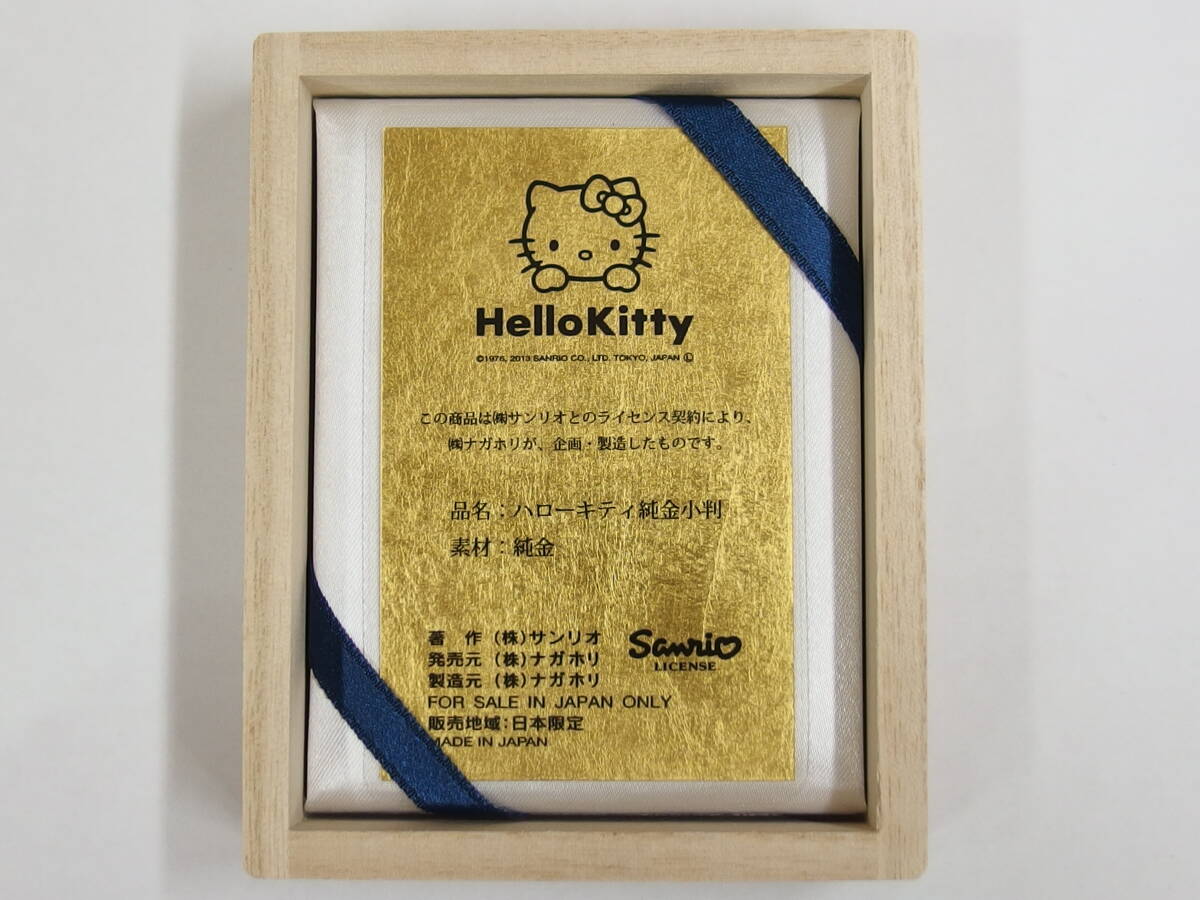 HelloKitty
©1976, 2013 SANRIO CO., LTD. TOKYO, JAPAN Ⓛ
この商品は㈱サンリオとのライセンス契約により、
㈱ナガホリが、企画・製造したものです。
品名：ハローキティ純金小判
素材：純金
著　作 (株)サンリオ
発売元 (株)ナガホリ
製造元 (株)ナガホリ
Sanrio
LICENSE
FOR SALE IN JAPAN ONLY
販売地域：日本限定
MADE IN JAPAN